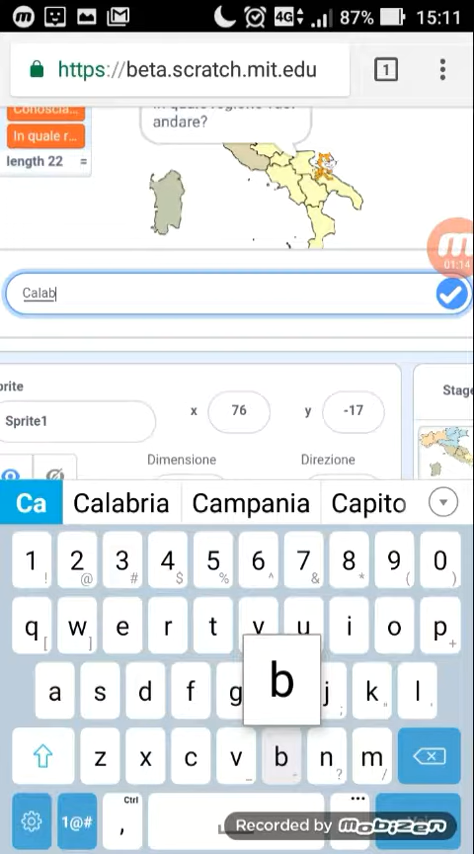 4G 87% 15:11
https://beta.scratch.mit.edu 1
Conoscia...
In quale r...
length 22 =
andare?
01:14
Calab
Sprite1
x 76 y -17
Stage
Dimensione Direzione
Ca Calabria Campania Capito
1 2 3 4 5 6 7 8 9 0
! @ # $ % ^ & * ( )
q w e r t y u i o p
a s d f g b j k l
z x c v b n m
1@# , Ctrl
Recorded by mobizen